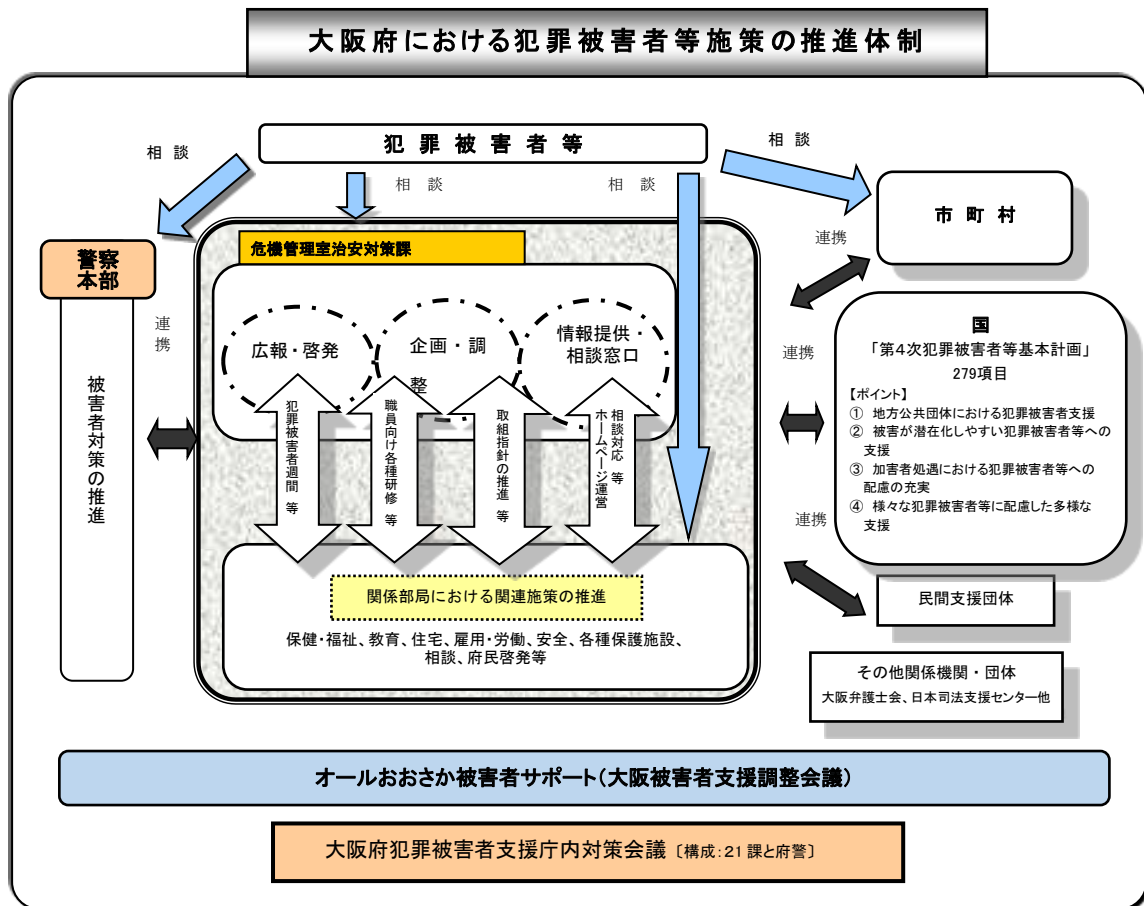 大阪府における犯罪被害者等施策の推進体制
犯罪被害者等
相談
相談
相談
相談
市町村
危機管理室治安対策課
警察
本部
被害者対策の推進
連携
広報・啓発
企画・調
整
情報提供・
相談窓口
犯罪被害者週間 等
職員向け各種研修 等
取組指針の推進 等
相談対応 等
ホームページ運営
関係部局における関連施策の推進
保健・福祉、教育、住宅、雇用・労働、安全、各種保護施設、
相談、府民啓発等
連携
連携
連携
国
「第4次犯罪被害者等基本計画」
279項目
【ポイント】
① 地方公共団体における犯罪被害者支援
② 被害が潜在化しやすい犯罪被害者等への
支援
③ 加害者処遇における犯罪被害者等への
配慮の充実
④ 様々な犯罪被害者等に配慮した多様な
支援
民間支援団体
その他関係機関・団体
大阪弁護士会、日本司法支援センター他
オールおおさか被害者サポート(大阪被害者支援調整会議)
大阪府犯罪被害者支援庁内対策会議〔構成:21課と府警〕